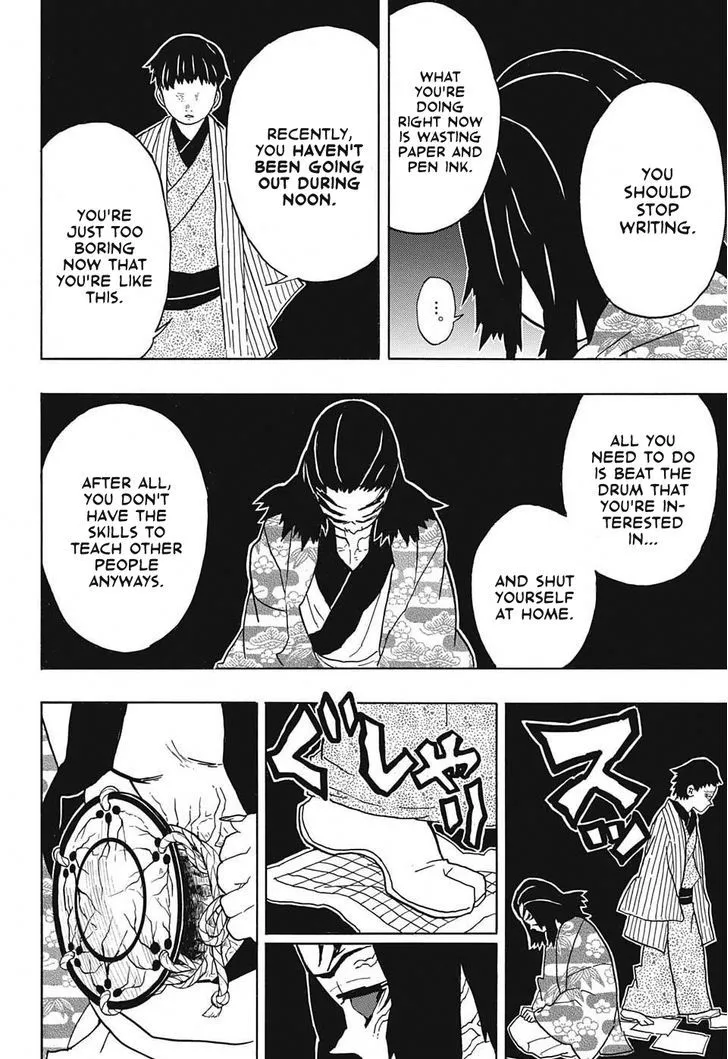 YOU
SHOULD
STOP
WRITING.
WHAT
YOU'RE
DOING
RIGHT NOW
IS WASTING
PAPER AND
PEN INK.
...。
RECENTLY,
YOU HAVEN'T
BEEN GOING
OUT DURING
NOON.
YOU'RE
JUST TOO
BORING
NOW THAT
YOU'RE LIKE
THIS.
ALL YOU
NEED TO DO
IS BEAT THE
DRUM THAT
YOU'RE IN-
TERESTED
IN...
AND SHUT
YOURSELF
AT HOME.
AFTER ALL,
YOU DON'T
HAVE THE
SKILLS TO
TEACH OTHER
PEOPLE
ANYWAYS.
スッ
ぐしゃり